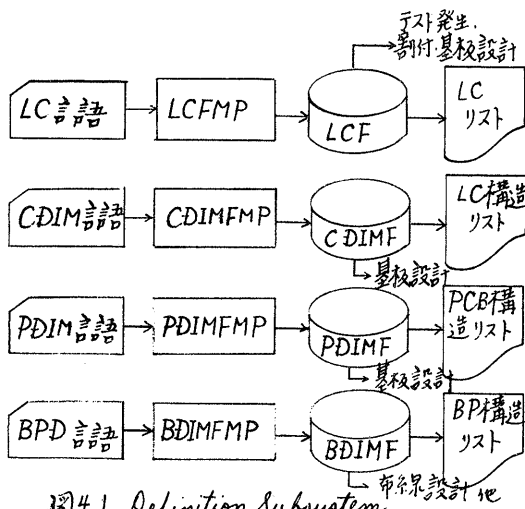 テスト発生.
割付.基板設計
LC言語
LCFMP
LCF
LC
リスト
CDIM言語
CDIMFMP
CDIMF
LC構造
リスト
基板設計
PDIM言語
PDIMFMP
PDIMF
PCB構
造リスト
基板設計
BPD言語
BDIMFMP
BDIMF
BP構造
リスト
布線設計他
図4.1 Definition Subsystem